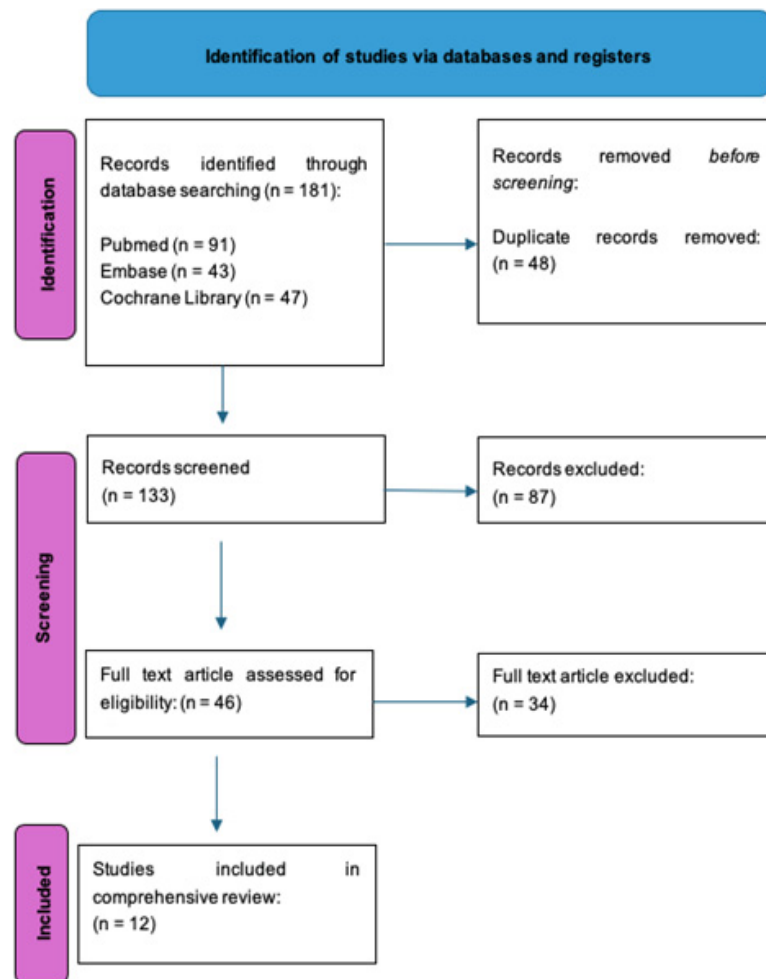 Identification of studies via databases and registers
Identification
Records identified through
database searching (n = 181):
Pubmed (n = 91)
Embase (n = 43)
Cochrane Library (n = 47)
Records removed before
screening:
Duplicate records removed:
(n = 48)
Screening
Records screened
(n = 133)
Records excluded:
(n = 87)
Full text article assessed for
eligibility: (n = 46)
Full text article excluded:
(n = 34)
Included
Studies included in
comprehensive review:
(n = 12)